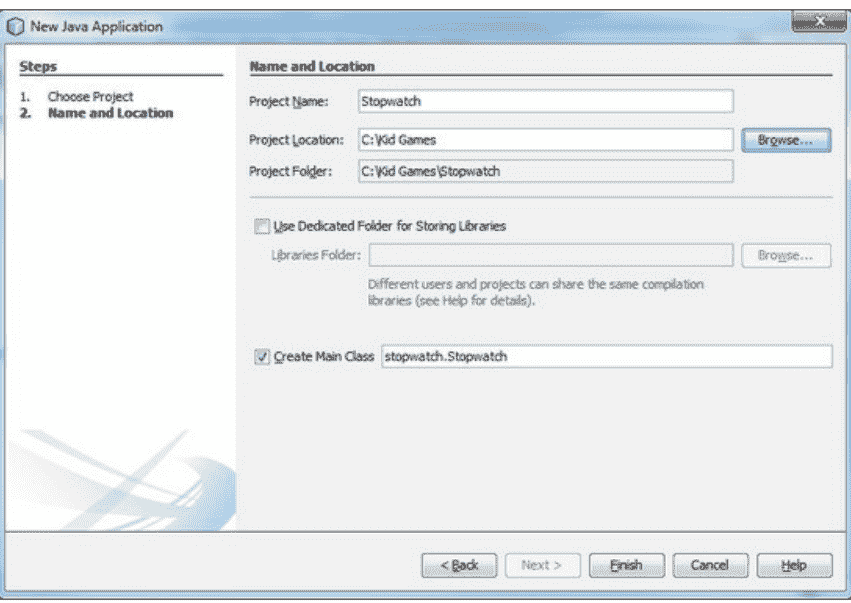 New Java Application
Steps
1. Choose Project
2. Name and Location
Name and Location
Project Name: Stopwatch
Project Location: C:\Kid Games Browse...
Project Folder: C:\Kid Games\Stopwatch
Use Dedicated Folder for Storing Libraries
Libraries Folder: Browse...
Different users and projects can share the same compilation
libraries (see Help for details).
Create Main Class stopwatch.Stopwatch
< Back Next > Finish Cancel Help